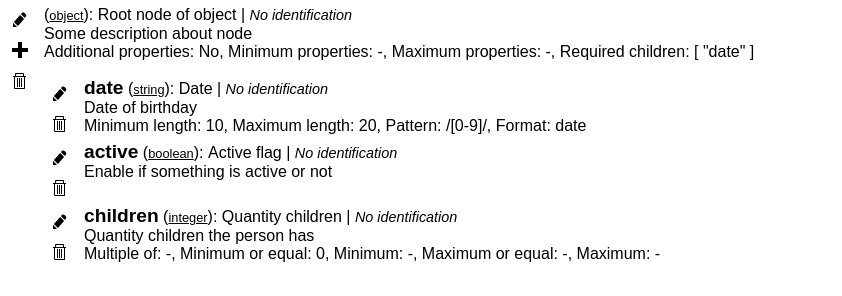 (object): Root node of object | No identification
Some description about node
Additional properties: No, Minimum properties: -, Maximum properties: -, Required children: [ "date" ]
date (string): Date | No identification
Date of birthday
Minimum length: 10, Maximum length: 20, Pattern: /[0-9]/, Format: date
active (boolean): Active flag | No identification
Enable if something is active or not
children (integer): Quantity children | No identification
Quantity children the person has
Multiple of: -, Minimum or equal: 0, Minimum: -, Maximum or equal: -, Maximum: -